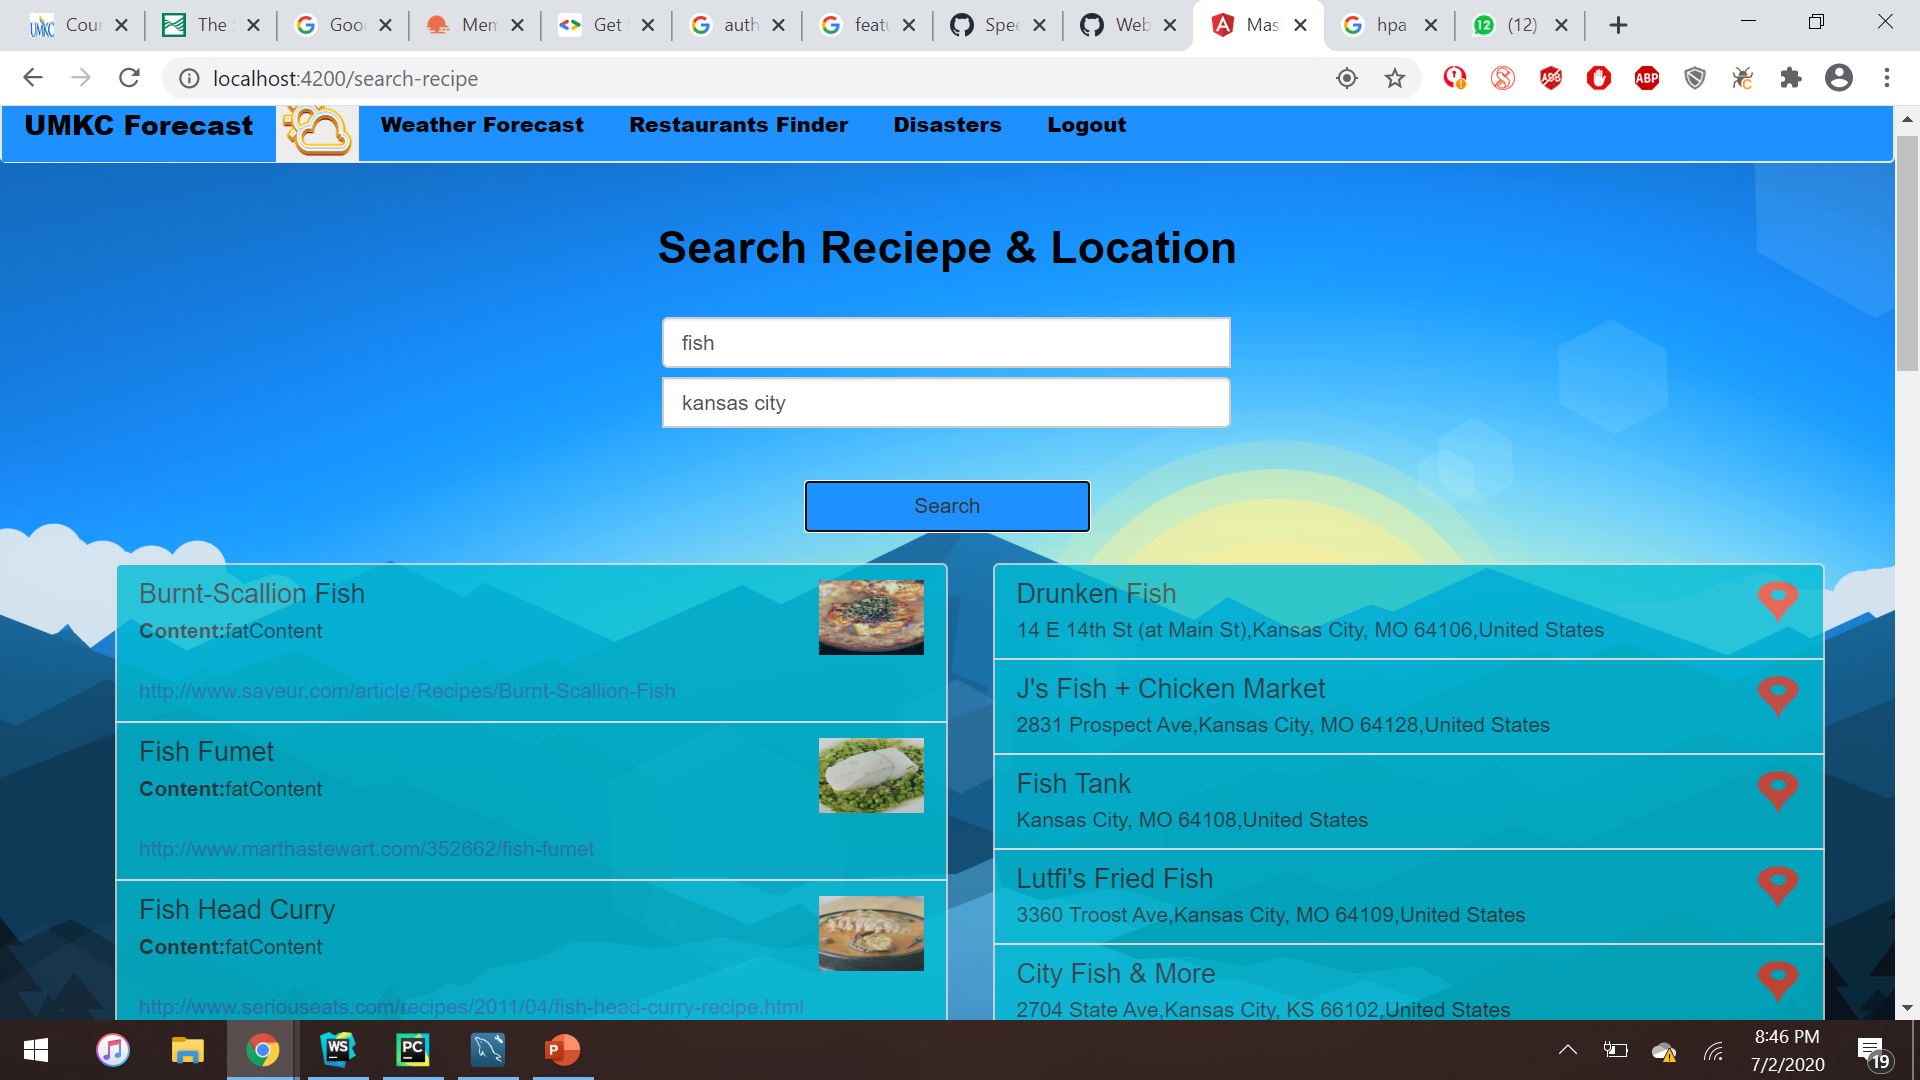 Cour
The
Goo
Mem
Get
auth
featu
Spee
Web
Mas
hpa
12
(12)
localhost:4200/search-recipe
ABP
UMKC Forecast
Weather Forecast
Restaurants Finder
Disasters
Logout
Search Reciepe & Location
fish
kansas city
Search
Burnt-Scallion Fish
Content:fatContent
http://www.saveur.com/article/Recipes/Burnt-Scallion-Fish
Fish Fumet
Content:fatContent
http://www.marthastewart.com/352662/fish-fumet
Fish Head Curry
Content:fatContent
http://www.seriouseats.com/recipes/2011/04/fish-head-curry-recipe.html
Drunken Fish
14 E 14th St (at Main St),Kansas City, MO 64106,United States
J's Fish + Chicken Market
2831 Prospect Ave,Kansas City, MO 64128,United States
Fish Tank
Kansas City, MO 64108,United States
Lutfi's Fried Fish
3360 Troost Ave,Kansas City, MO 64109,United States
City Fish & More
2704 State Ave,Kansas City, KS 66102,United States
WS
PC
P
8:46 PM
7/2/2020
19